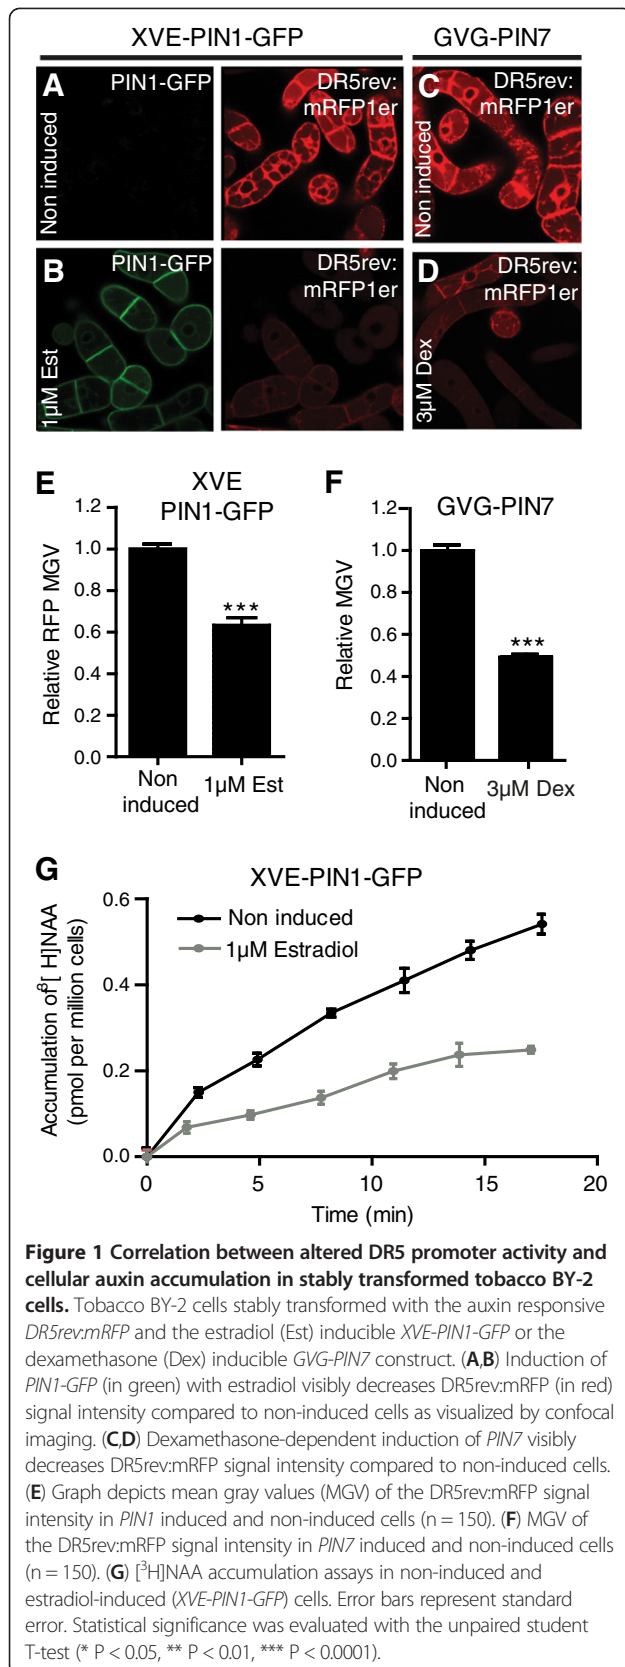 XVE-PIN1-GFP
GVG-PIN7
A
PIN1-GFP
Non induced
DR5rev:
mRFP1er
C
DR5rev:
mRFP1er
Non induced
B
PIN1-GFP
1µM Est
DR5rev:
mRFP1er
D
DR5rev:
mRFP1er
3µM Dex
E
XVE
PIN1-GFP
Relative RFP MGV
1.2
1.0
0.8
0.6
0.4
0.2
0.0
***
Non
induced
1µM Est
F
GVG-PIN7
Relative MGV
1.2
1.0
0.8
0.6
0.4
0.2
0.0
***
Non
induced
3µM Dex
G
XVE-PIN1-GFP
Non induced
1µM Estradiol
Accumulation of³[ H]NAA
(pmol per million cells)
0.6
0.4
0.2
0.0
0
5
10
15
20
Time (min)
Figure 1 Correlation between altered DR5 promoter activity and
cellular auxin accumulation in stably transformed tobacco BY-2
cells. Tobacco BY-2 cells stably transformed with the auxin responsive
DR5rev:mRFP and the estradiol (Est) inducible XVE-PIN1-GFP or the
dexamethasone (Dex) inducible GVG-PIN7 construct. (A,B) Induction of
PIN1-GFP (in green) with estradiol visibly decreases DR5rev:mRFP (in red)
signal intensity compared to non-induced cells as visualized by confocal
imaging. (C,D) Dexamethasone-dependent induction of PIN7 visibly
decreases DR5rev:mRFP signal intensity compared to non-induced cells.
(E) Graph depicts mean gray values (MGV) of the DR5rev:mRFP signal
intensity in PIN1 induced and non-induced cells (n = 150). (F) MGV of
the DR5rev:mRFP signal intensity in PIN7 induced and non-induced cells
(n = 150). (G) [³H]NAA accumulation assays in non-induced and
estradiol-induced (XVE-PIN1-GFP) cells. Error bars represent standard
error. Statistical significance was evaluated with the unpaired student
T-test (* P < 0.05, ** P < 0.01, *** P < 0.0001).